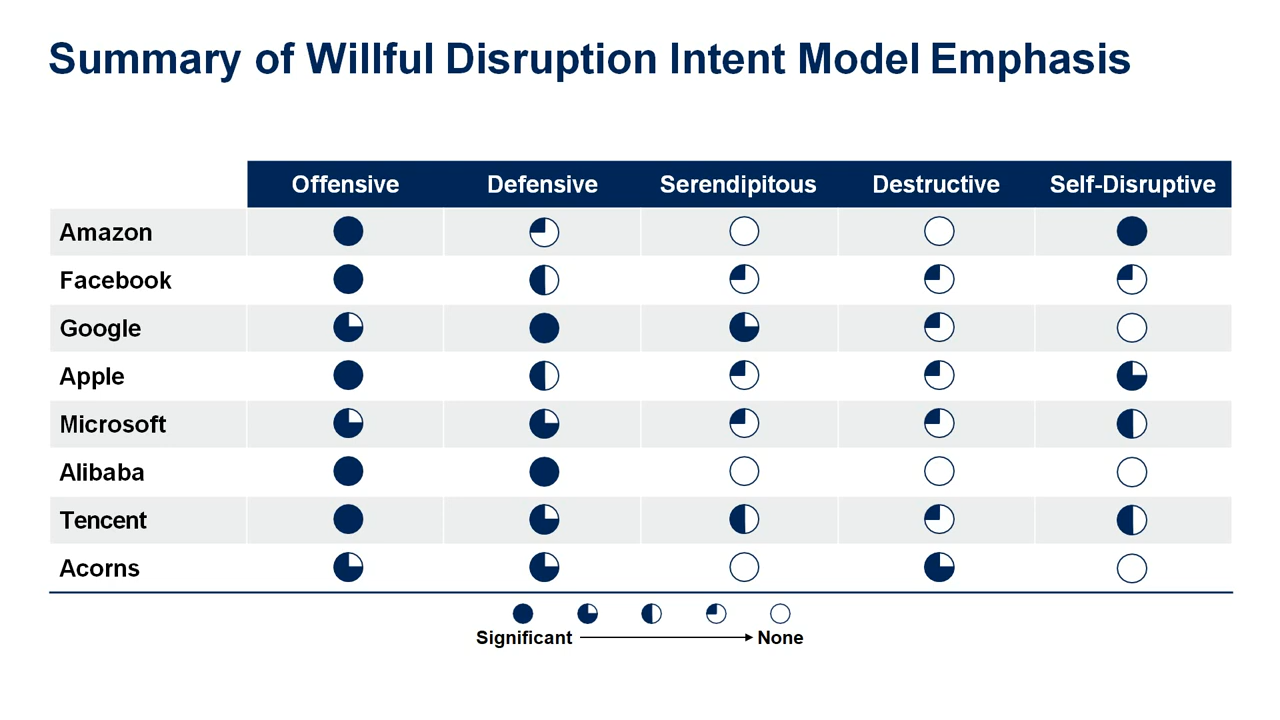 Summary of Willful Disruption Intent Model Emphasis
Offensive Defensive Serendipitous Destructive Self-Disruptive
Amazon
Facebook
Google
Apple
Microsoft
Alibaba
Tencent
Acorns
Significant None